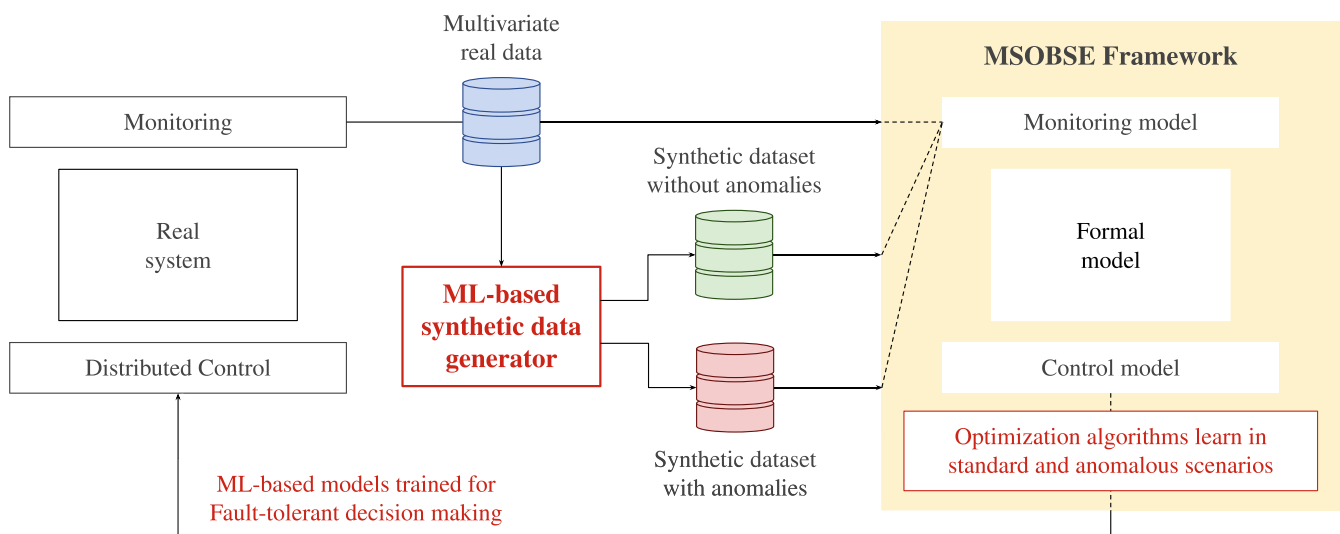 Multivariate
real data
MSOBSE Framework
Monitoring
Monitoring model
Synthetic dataset
without anomalies
Real
system
Formal
model
ML-based
synthetic data
generator
Distributed Control
Control model
Optimization algorithms learn in
standard and anomalous scenarios
Synthetic dataset
with anomalies
ML-based models trained for
Fault-tolerant decision making